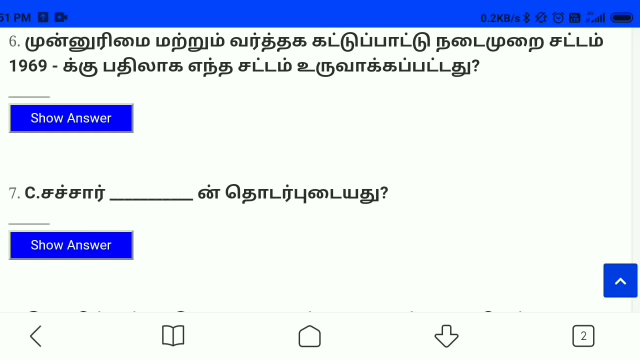 51 PM 0.2KB/s
6. முன்னுரிமை மற்றும் வர்த்தக கட்டுப்பாட்டு நடைமுறை சட்டம்
1969 - க்கு பதிலாக எந்த சட்டம் உருவாக்கப்பட்டது?
Show Answer
7. C.சச்சார் __________ ன் தொடர்புடையது?
Show Answer
2